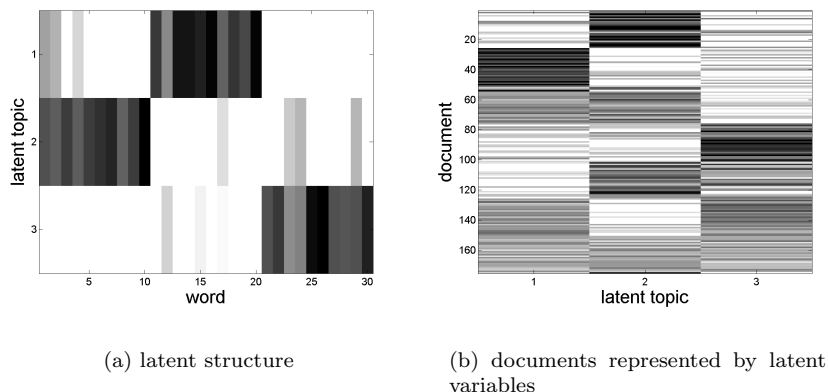 1
2
3
latent topic
5
10
15
20
25
30
word
20
40
60
80
100
120
140
160
document
1
2
3
latent topic
(a) latent structure
(b) documents represented by latent
variables